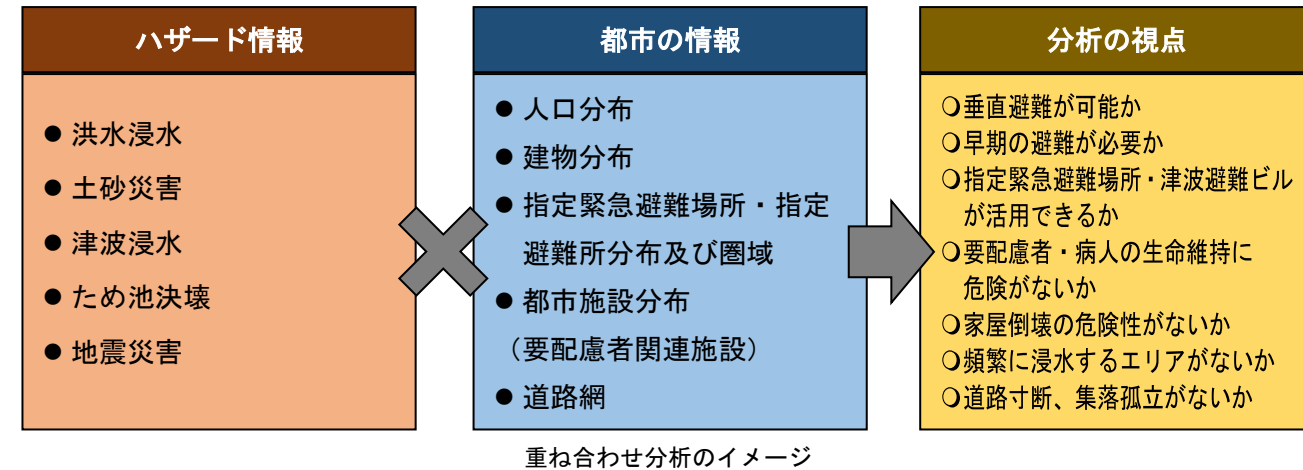 ハザード情報
● 洪水浸水
● 土砂災害
● 津波浸水
● ため池決壊
● 地震災害
都市の情報
● 人口分布
● 建物分布
● 指定緊急避難場所・指定
避難所分布及び圏域
● 都市施設分布
（要配慮者関連施設）
● 道路網
分析の視点
○垂直避難が可能か
○早期の避難が必要か
○指定緊急避難場所・津波避難ビル
が活用できるか
○要配慮者・病人の生命維持に
危険がないか
○家屋倒壊の危険性がないか
○頻繁に浸水するエリアがないか
○道路寸断、集落孤立がないか
重ね合わせ分析のイメージ